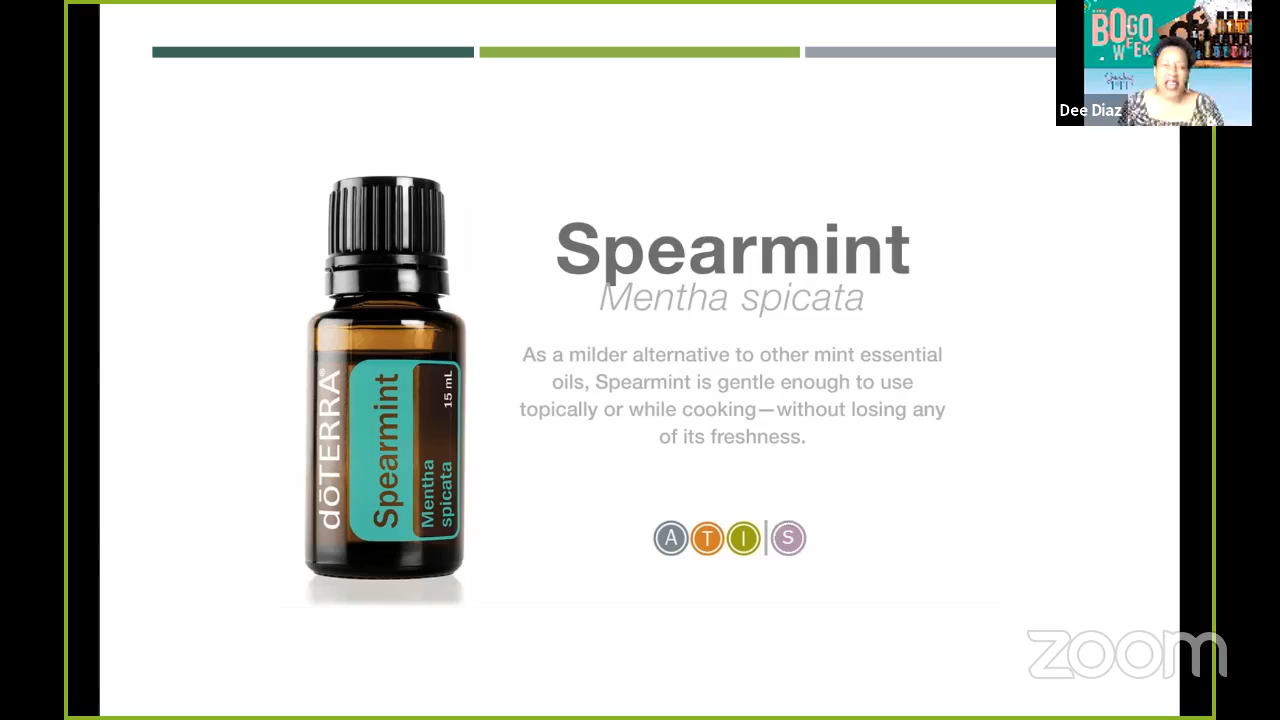 BOGO
WEEK
Dee Diaz
Spearmint
Mentha spicata
As a milder alternative to other mint essential
oils, Spearmint is gentle enough to use
topically or while cooking—without losing any
of its freshness.
A T I | S
dōTERRA®
Spearmint
Mentha
spicata
15 mL
zoom